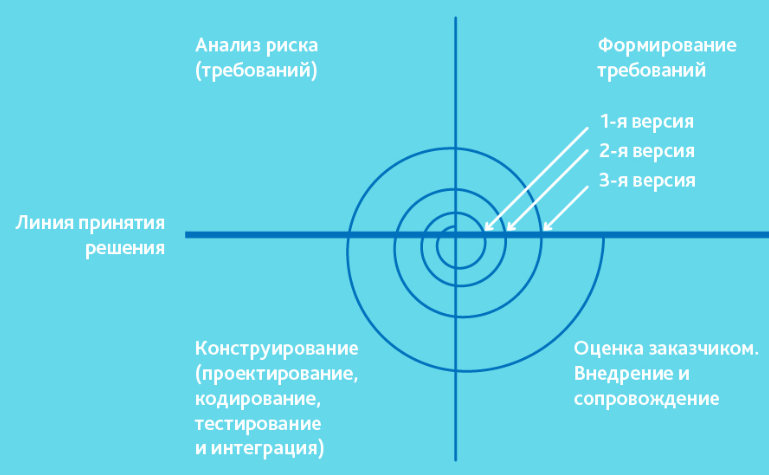 Анализ риска
(требований)
Формирование
требований
1-я версия
2-я версия
3-я версия
Линия принятия
решения
Конструирование
(проектирование,
кодирование,
тестирование
и интеграция)
Оценка заказчиком.
Внедрение и
сопровождение